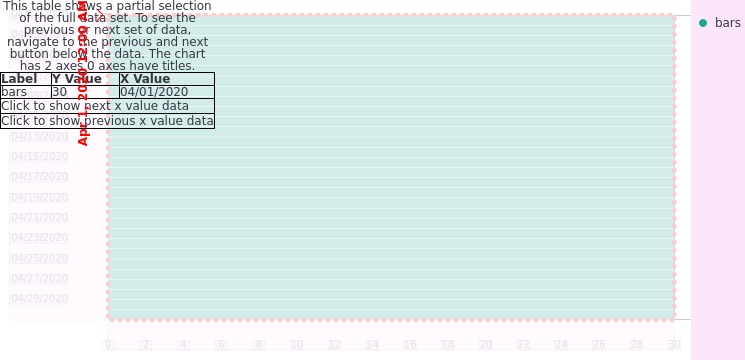 This table shows a partial selection
of the full data set. To see the
previous or next set of data,
navigate to the previous and next
button below the data. The chart
has 2 axes 0 axes have titles.
Label Y Value X Value
bars 30 04/01/2020
Click to show next x value data
Click to show previous x value data
Apr 1, 2020 12:00 AM
04/13/2020
04/15/2020
04/17/2020
04/19/2020
04/21/2020
04/23/2020
04/25/2020
04/27/2020
04/29/2020
0 2 4 6 8 10 12 14 16 18 20 22 24 26 28 30
bars